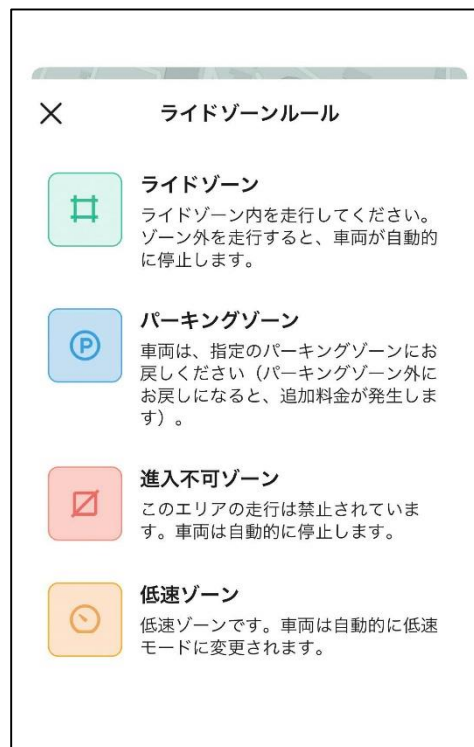 ライドゾーンルール
ライドゾーン
ライドゾーン内を走行してください。
ゾーン外を走行すると、車両が自動的
に停止します。
P
パーキングゾーン
車両は、指定のパーキングゾーンにお
戻しください（パーキングゾーン外に
お戻しになると、追加料金が発生しま
す）。
進入不可ゾーン
このエリアの走行は禁止されていま
す。車両は自動的に停止します。
低速ゾーン
低速ゾーンです。車両は自動的に低速
モードに変更されます。